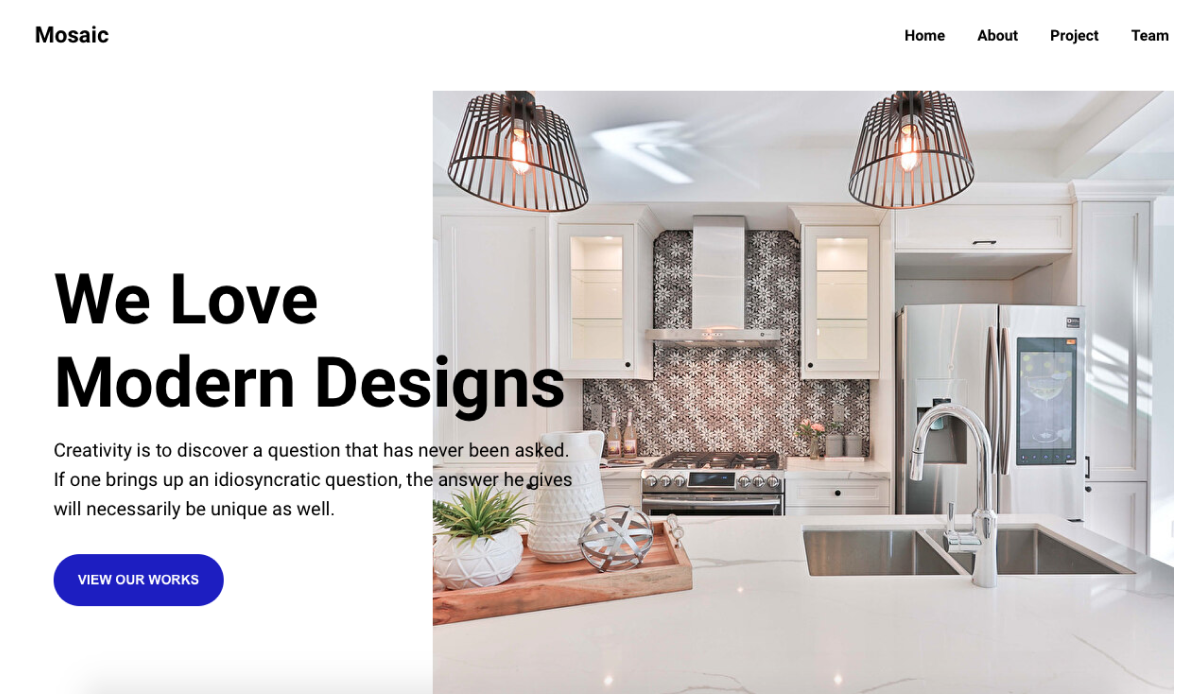 Mosaic
Home About Project Team
We Love
Modern Designs
Creativity is to discover a question that has never been asked.
If one brings up an idiosyncratic question, the answer he gives
will necessarily be unique as well.
VIEW OUR WORKS